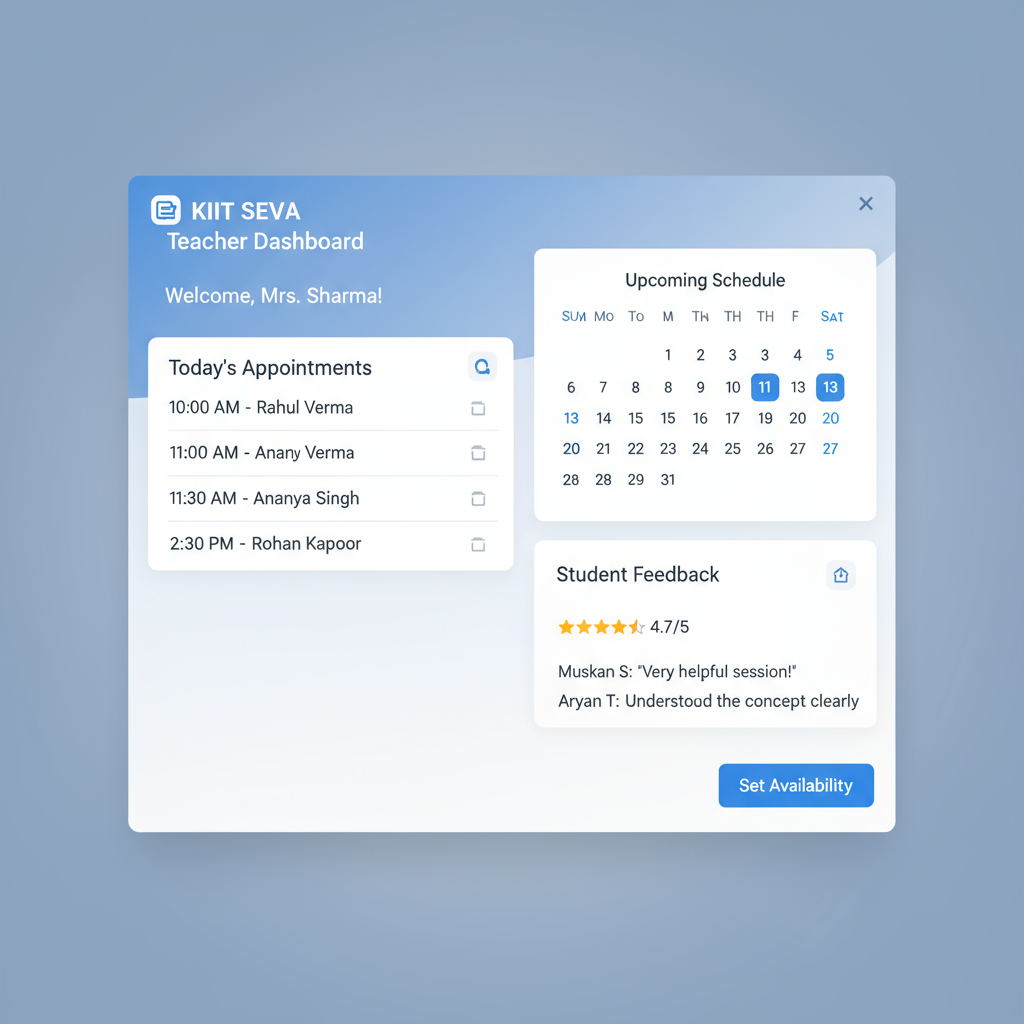 KIIT SEVA
Teacher Dashboard
Welcome, Mrs. Sharma!
Today's Appointments
10:00 AM - Rahul Verma
11:00 AM - Anany Verma
11:30 AM - Ananya Singh
2:30 PM - Rohan Kapoor
Upcoming Schedule
SUM Mo To M Th TH TH F SAT
1 2 3 3 4 5
6 7 8 8 9 10 11 13 13
13 14 15 15 16 17 19 20 20
20 21 22 23 24 25 26 27 27
28 28 29 31
Student Feedback
4.7/5
Muskan S: "Very helpful session!"
Aryan T: Understood the concept clearly
Set Availability